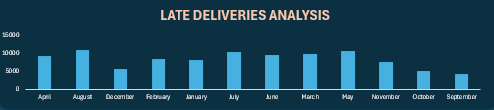 LATE DELIVERIES ANALYSIS
15000
10000
5000
0
April August December February January July June March May November October September